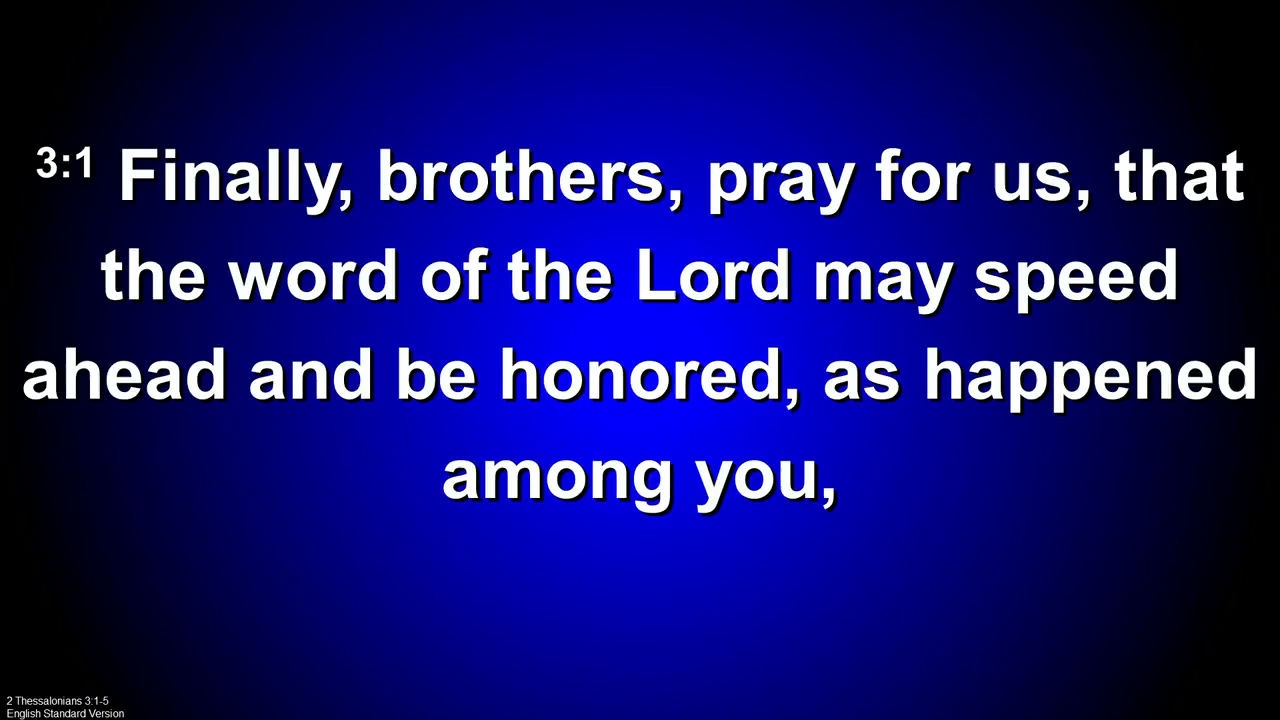 3:1 Finally, brothers, pray for us, that
the word of the Lord may speed
ahead and be honored, as happened
among you,
2 Thessalonians 3:1-5
English Standard Version